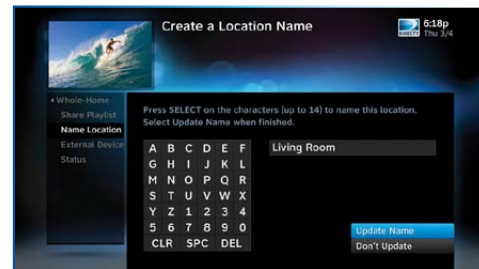 Create a Location Name
DIRECTV
6:18p
Thu 3/4
Whole-Home
Share Playlist
Name Location
External Device
Status
Press SELECT on the characters (up to 14) to name this location.
Select Update Name when finished.
A B C D E F
G H I J K L
M N O P Q R
S T U V W X
Y Z 1 2 3 4
5 6 7 8 9 0
CLR SPC DEL
Living Room
Update Name
Don't Update